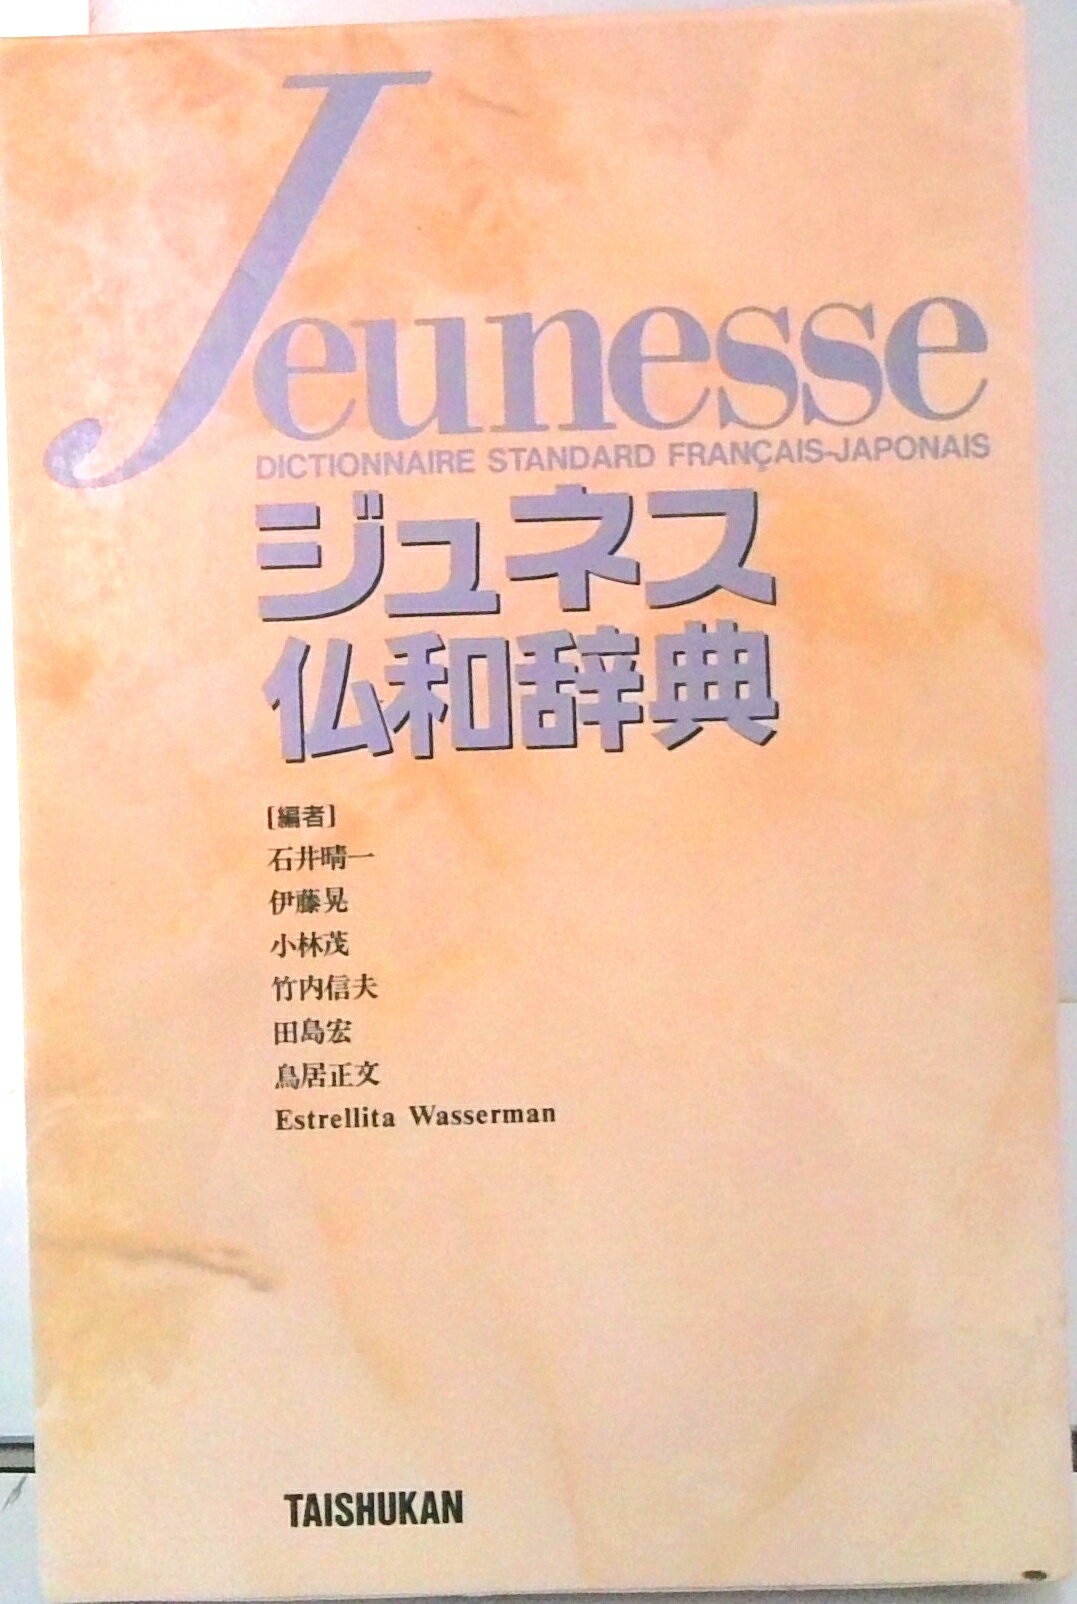 Jeunesse
DICTIONNAIRE STANDARD FRANÇAIS-JAPONAIS
ジュネス
仏和辞典
[編者]
石井晴一
伊藤晃
小林茂
竹内信夫
田島宏
鳥居正文
Estrellita Wasserman
TAISHUKAN